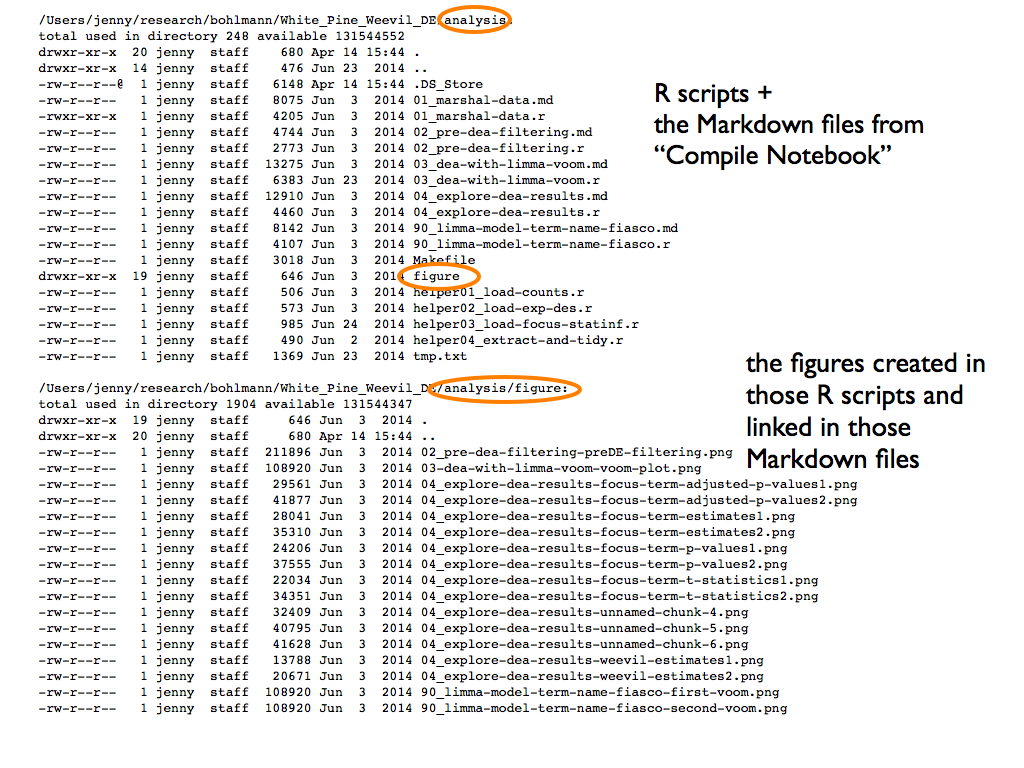 /Users/jenny/research/bohlmann/White_Pine_Weevil_DE/analysis:
total used in directory 248 available 131544552
drwxr-xr-x  20 jenny  staff    680 Apr 14 15:44 .
drwxr-xr-x  14 jenny  staff    476 Jun 23  2014 ..
-rw-r--r--@  1 jenny  staff   6148 Apr 14 15:44 .DS_Store
-rw-r--r--   1 jenny  staff   8075 Jun  3  2014 01_marshal-data.md
-rwxr-xr-x   1 jenny  staff   4205 Jun  3  2014 01_marshal-data.r
-rw-r--r--   1 jenny  staff   4744 Jun  3  2014 02_pre-dea-filtering.md
-rw-r--r--   1 jenny  staff   2773 Jun  3  2014 02_pre-dea-filtering.r
-rw-r--r--   1 jenny  staff  13275 Jun  3  2014 03_dea-with-limma-voom.md
-rw-r--r--   1 jenny  staff   6383 Jun 23  2014 03_dea-with-limma-voom.r
-rw-r--r--   1 jenny  staff  12910 Jun  3  2014 04_explore-dea-results.md
-rw-r--r--   1 jenny  staff   4460 Jun  3  2014 04_explore-dea-results.r
-rw-r--r--   1 jenny  staff   8142 Jun  3  2014 90_limma-model-term-name-fiasco.md
-rw-r--r--   1 jenny  staff   4107 Jun  3  2014 90_limma-model-term-name-fiasco.r
-rw-r--r--   1 jenny  staff   3018 Jun  3  2014 Makefile
drwxr-xr-x  19 jenny  staff    646 Jun  3  2014 figure
-rw-r--r--   1 jenny  staff    506 Jun  3  2014 helper01_load-counts.r
-rw-r--r--   1 jenny  staff    573 Jun  3  2014 helper02_load-exp-des.r
-rw-r--r--   1 jenny  staff    985 Jun 24  2014 helper03_load-focus-statinf.r
-rw-r--r--   1 jenny  staff    490 Jun  2  2014 helper04_extract-and-tidy.r
-rw-r--r--   1 jenny  staff   1369 Jun 23  2014 tmp.txt
R scripts +
the Markdown files from
“Compile Notebook”
/Users/jenny/research/bohlmann/White_Pine_Weevil_DE/analysis/figure:
total used in directory 1904 available 131544347
drwxr-xr-x  19 jenny  staff    646 Jun  3  2014 .
drwxr-xr-x  20 jenny  staff    680 Apr 14 15:44 ..
-rw-r--r--   1 jenny  staff  211896 Jun  3  2014 02_pre-dea-filtering-preDE-filtering.png
-rw-r--r--   1 jenny  staff  108920 Jun  3  2014 03-dea-with-limma-voom-voom-plot.png
-rw-r--r--   1 jenny  staff   29561 Jun  3  2014 04_explore-dea-results-focus-term-adjusted-p-values1.png
-rw-r--r--   1 jenny  staff   41877 Jun  3  2014 04_explore-dea-results-focus-term-adjusted-p-values2.png
-rw-r--r--   1 jenny  staff   28041 Jun  3  2014 04_explore-dea-results-focus-term-estimates1.png
-rw-r--r--   1 jenny  staff   35310 Jun  3  2014 04_explore-dea-results-focus-term-estimates2.png
-rw-r--r--   1 jenny  staff   24206 Jun  3  2014 04_explore-dea-results-focus-term-p-values1.png
-rw-r--r--   1 jenny  staff   37555 Jun  3  2014 04_explore-dea-results-focus-term-p-values2.png
-rw-r--r--   1 jenny  staff   22034 Jun  3  2014 04_explore-dea-results-focus-term-t-statistics1.png
-rw-r--r--   1 jenny  staff   34351 Jun  3  2014 04_explore-dea-results-focus-term-t-statistics2.png
-rw-r--r--   1 jenny  staff   32409 Jun  3  2014 04_explore-dea-results-unnamed-chunk-4.png
-rw-r--r--   1 jenny  staff   40795 Jun  3  2014 04_explore-dea-results-unnamed-chunk-5.png
-rw-r--r--   1 jenny  staff   41628 Jun  3  2014 04_explore-dea-results-unnamed-chunk-6.png
-rw-r--r--   1 jenny  staff   13788 Jun  3  2014 04_explore-dea-results-weevil-estimates1.png
-rw-r--r--   1 jenny  staff   20671 Jun  3  2014 04_explore-dea-results-weevil-estimates2.png
-rw-r--r--   1 jenny  staff  108920 Jun  3  2014 90_limma-model-term-name-fiasco-first-voom.png
-rw-r--r--   1 jenny  staff  108920 Jun  3  2014 90_limma-model-term-name-fiasco-second-voom.png
the figures created in
those R scripts and
linked in those
Markdown files